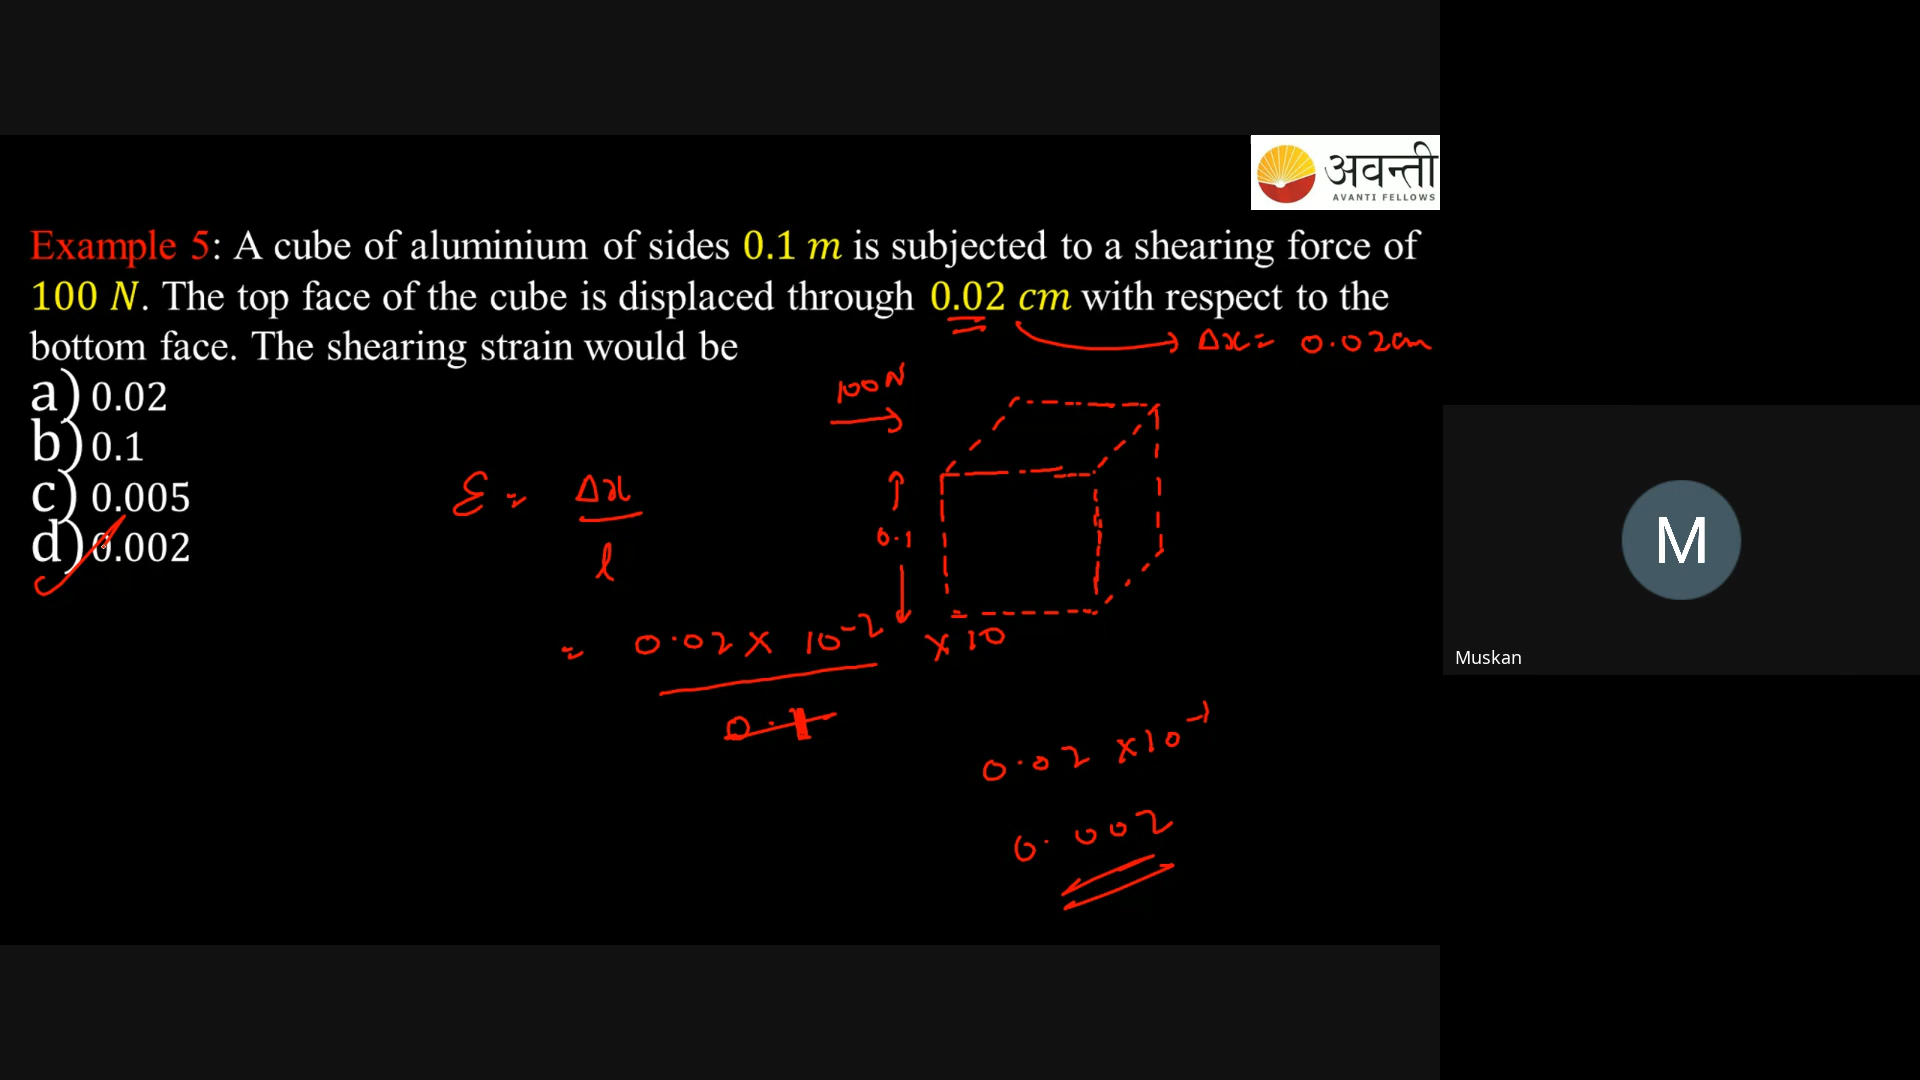 अवन्ती
AVANTI FELLOWS
Example 5: A cube of aluminium of sides 0.1 m is subjected to a shearing force of
100 N. The top face of the cube is displaced through 0.02 cm with respect to the
bottom face. The shearing strain would be
Δx = 0.02cm
a) 0.02
b) 0.1
c) 0.005
d) 0.002
100N
ε = Δx
l
0.1
= 0.02 x 10⁻² x 10
0.1
0.02 x10⁻¹
0.002
M
Muskan